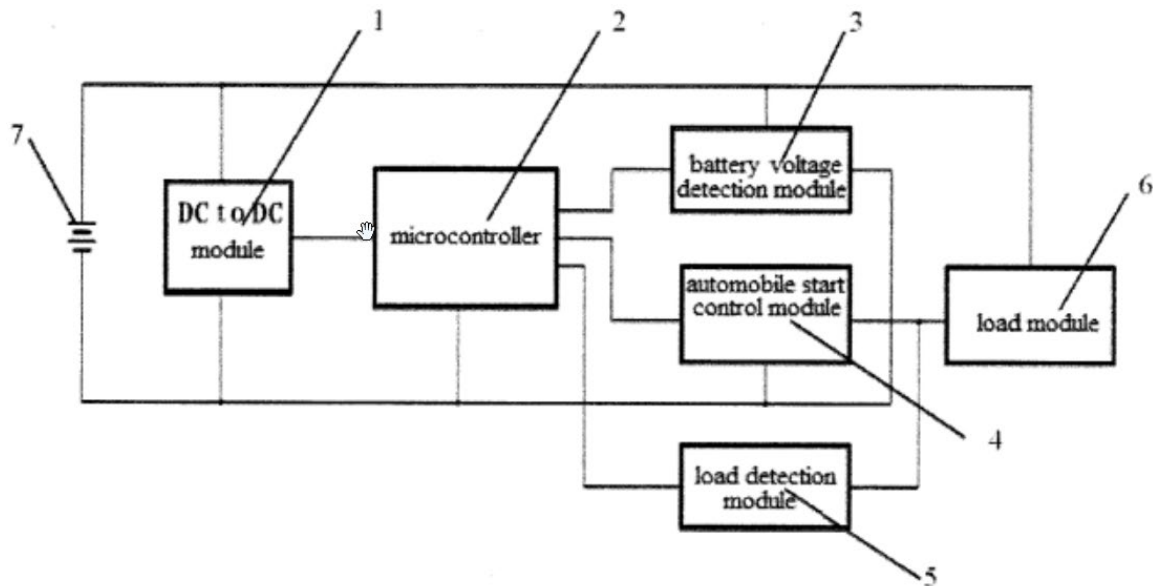 1
2
3
7
battery voltage
detection module
6
DC to DC
module
microcontroller
automobile start
control module
load module
4
load detection
module
5